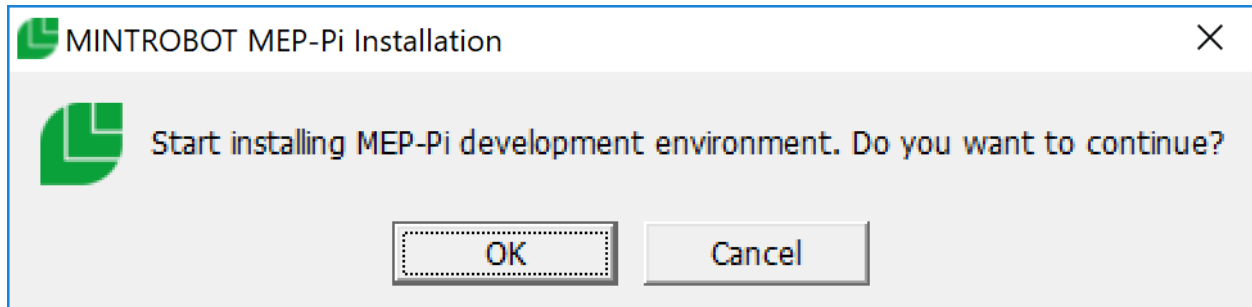 MINTROBOT MEP-Pi Installation
Start installing MEP-Pi development environment. Do you want to continue?
OK
Cancel